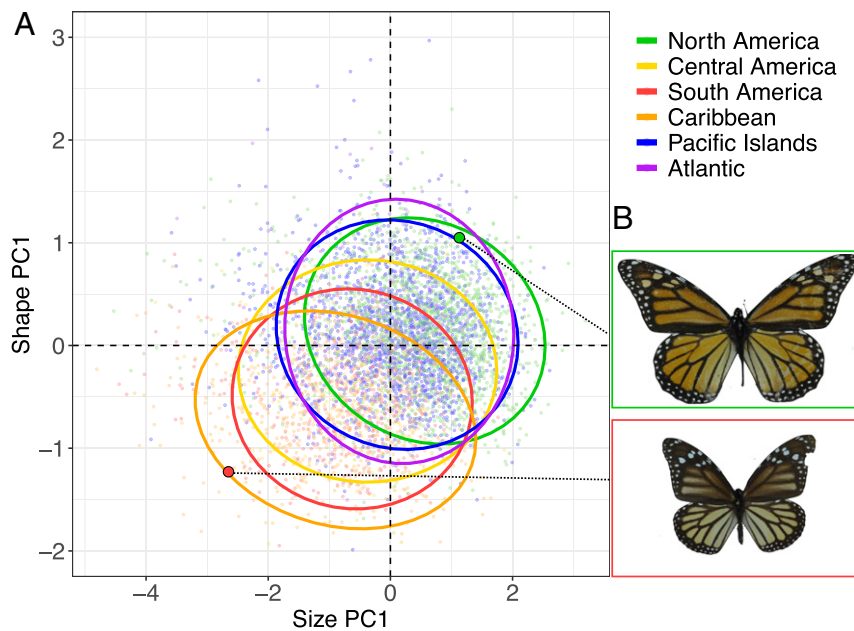 A
3
2
1
0
−1
−2
Shape PC1
−4
−2
0
2
Size PC1
North America
Central America
South America
Caribbean
Pacific Islands
Atlantic
B